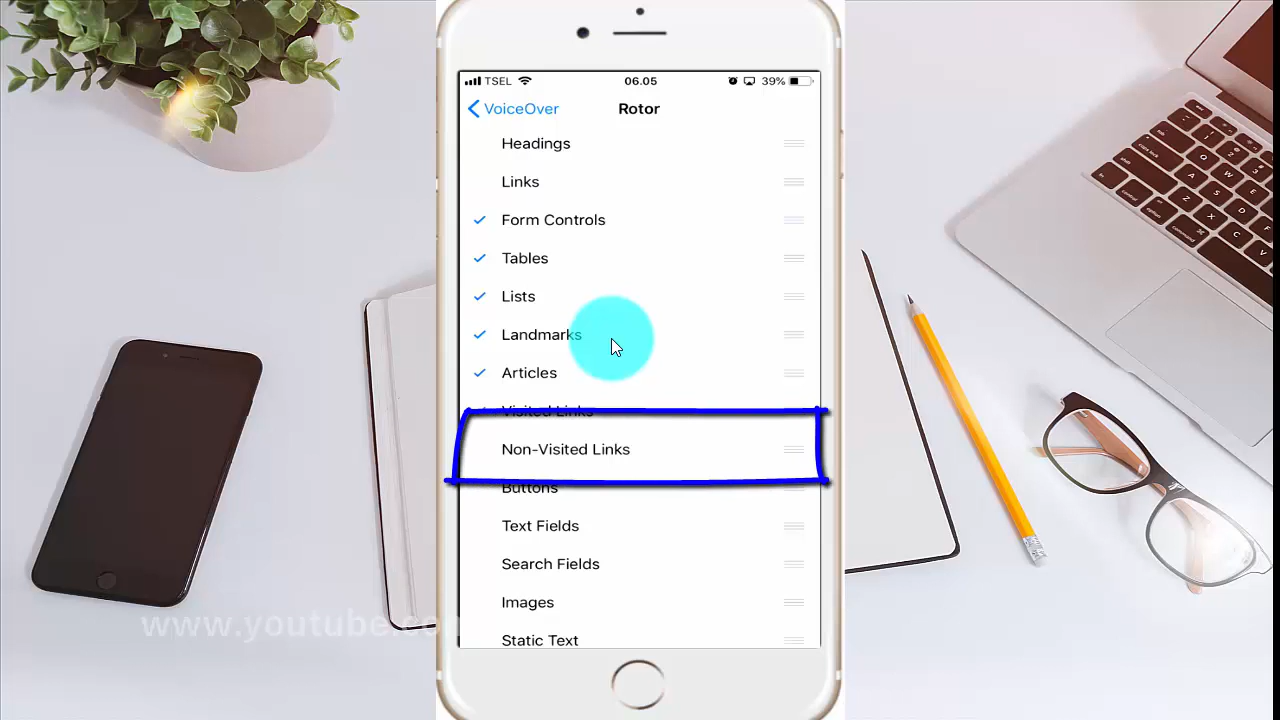 TSEL 06.05 39%
VoiceOver Rotor
Headings
Links
Form Controls
Tables
Lists
Landmarks
Articles
Visited Links
Non-Visited Links
Buttons
Text Fields
Search Fields
Images
Static Text
www.youtube.com